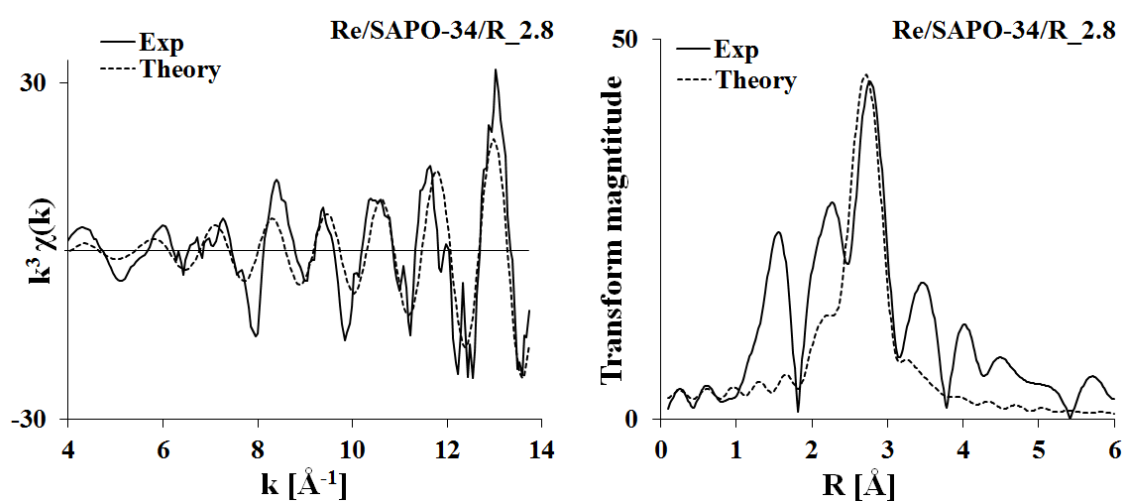 Re/SAPO-34/R_2.8
Exp
Theory
30
-30
k³ χ(k)
4 6 8 10 12 14
k [Å⁻¹]
Re/SAPO-34/R_2.8
Exp
Theory
50
0
Transform magntitude
0 1 2 3 4 5 6
R [Å]